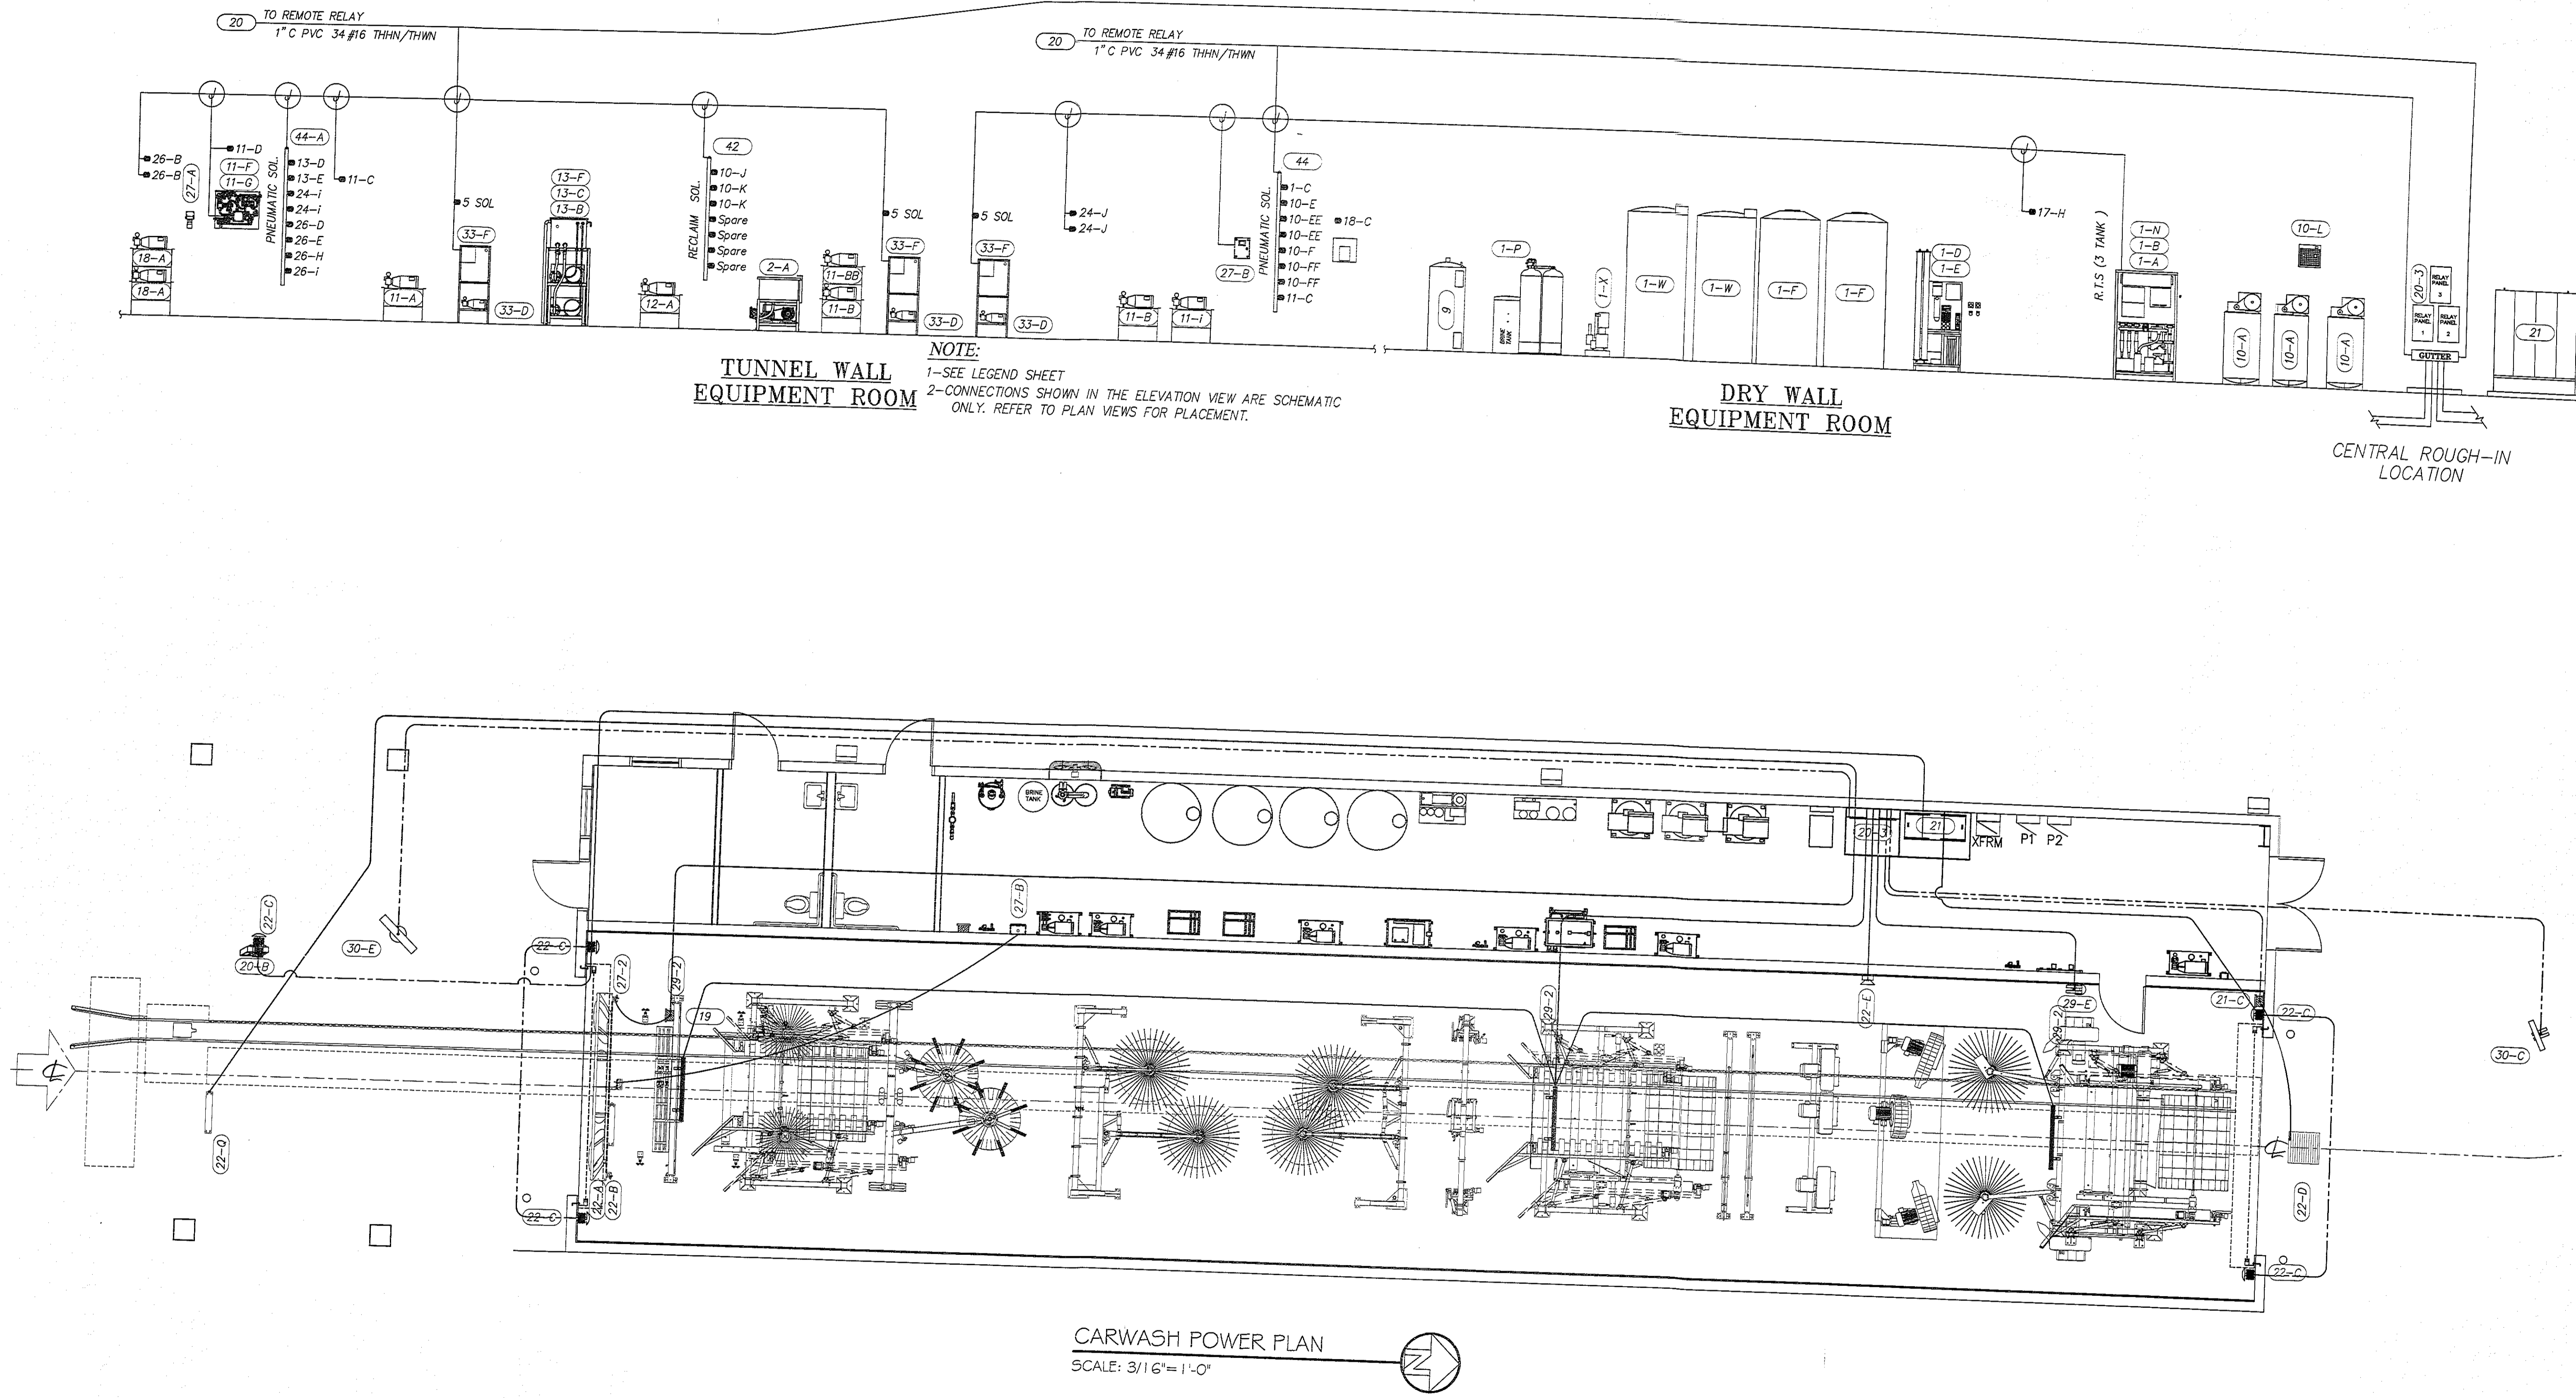 20
TO REMOTE RELAY
1" C PVC 34 #16 THHN/THWN
20
TO REMOTE RELAY
1" C PVC 34 #16 THHN/THWN
26-B
26-B
27-A
11-D
11-F
11-G
44-A
PNEUMATIC SOL.
13-D
13-E
24-i
24-i
26-D
26-E
26-H
26-i
11-C
18-A
18-A
11-A
5 SOL
33-F
33-D
13-F
13-C
13-B
12-A
42
RECLAIM SOL.
10-J
10-K
10-K
Spare
Spare
Spare
Spare
2-A
11-BB
11-B
5 SOL
33-F
33-D
5 SOL
33-F
33-D
24-J
24-J
11-B
11-i
27-B
44
PNEUMATIC SOL.
1-C
10-E
10-EE
10-EE
10-F
10-FF
10-FF
11-C
18-C
9
1-P
BRINE
TANK
1-X
1-W
1-W
1-F
1-F
1-D
1-E
17-H
R.T.S (3 TANK )
1-N
1-B
1-A
10-L
10-A
10-A
10-A
20-3
RELAY
PANEL
3
RELAY
PANEL
1
RELAY
PANEL
2
GUTTER
21
TUNNEL WALL
EQUIPMENT ROOM
NOTE:
1-SEE LEGEND SHEET
2-CONNECTIONS SHOWN IN THE ELEVATION VIEW ARE SCHEMATIC
ONLY. REFER TO PLAN VIEWS FOR PLACEMENT.
DRY WALL
EQUIPMENT ROOM
CENTRAL ROUGH-IN
LOCATION
BRINE
TANK
20-3
21
XFRM
P1
P2
22-C
20-B
30-E
22-C
27-2
29-2
19
27-B
29-2
22-E
29-E
29-2
21-C
22-C
30-C
22-Q
22-C
22-A
22-B
22-D
22-C
CARWASH POWER PLAN
SCALE: 3/16"=1'-0"
N